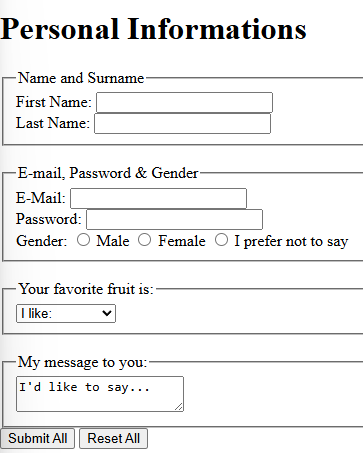 Personal Informations
Name and Surname
First Name:
Last Name:
E-mail, Password & Gender
E-Mail:
Password:
Gender: Male Female I prefer not to say
Your favorite fruit is:
I like:
My message to you:
I'd like to say...
Submit All Reset All